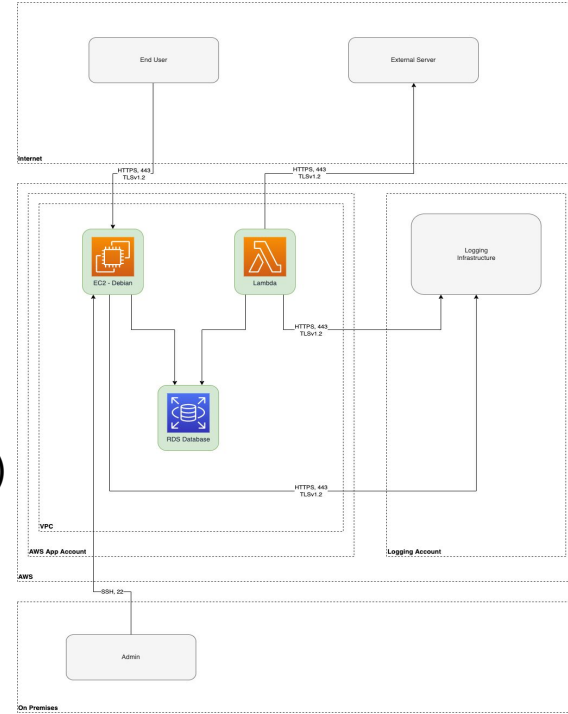 End User
External Server
Internet
HTTPS, 443
TLSv1.2
HTTPS, 443
TLSv1.2
EC2 - Debian
Lambda
Logging
Infrastructure
HTTPS, 443
TLSv1.2
RDS Database
HTTPS, 443
TLSv1.2
VPC
AWS App Account
Logging Account
AWS
SSH, 22
Admin
On Premises